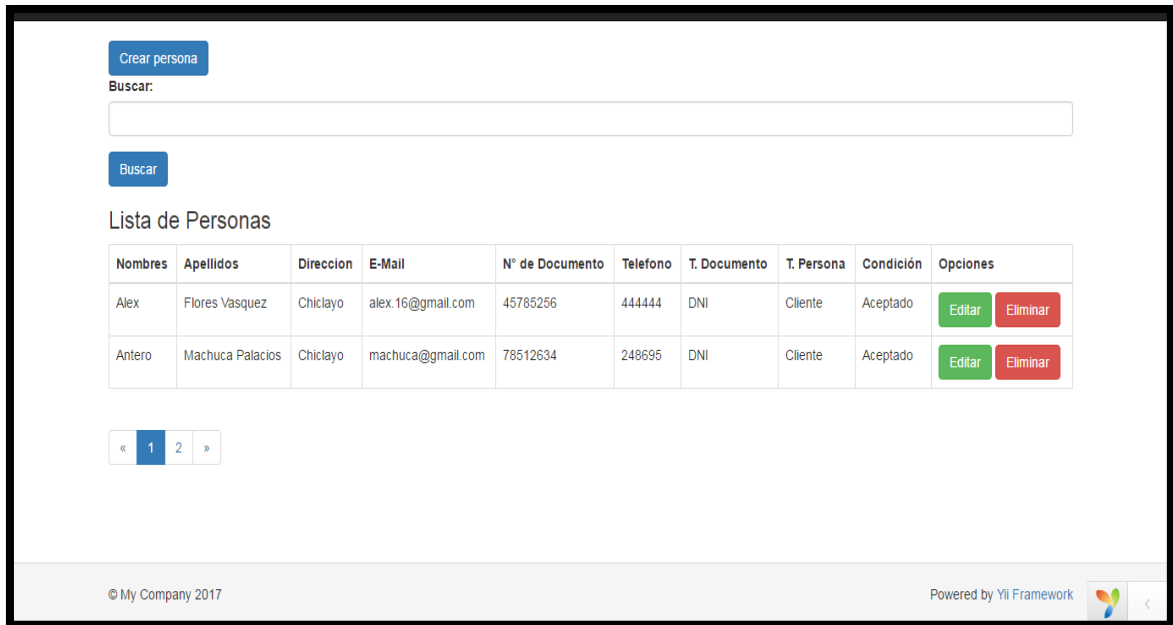 Crear persona
Buscar:
Buscar
Lista de Personas
Nombres Apellidos Direccion E-Mail N° de Documento Telefono T. Documento T. Persona Condición Opciones
Alex Flores Vasquez Chiclayo alex.16@gmail.com 45785256 444444 DNI Cliente Aceptado Editar Eliminar
Antero Machuca Palacios Chiclayo machuca@gmail.com 78512634 248695 DNI Cliente Aceptado Editar Eliminar
« 1 2 »
© My Company 2017 Powered by Yii Framework